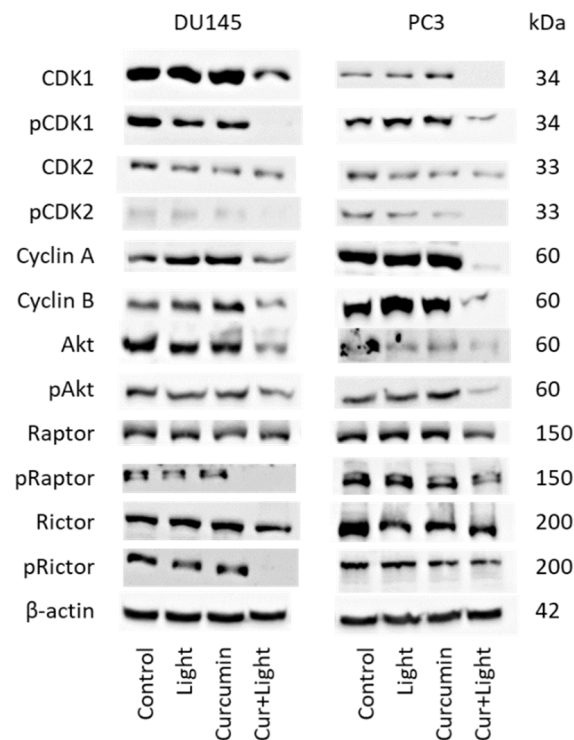 DU145 PC3 kDa
CDK1 34
pCDK1 34
CDK2 33
pCDK2 33
Cyclin A 60
Cyclin B 60
Akt 60
pAkt 60
Raptor 150
pRaptor 150
Rictor 200
pRictor 200
β-actin 42
Control Light Curcumin Cur+Light Control Light Curcumin Cur+Light